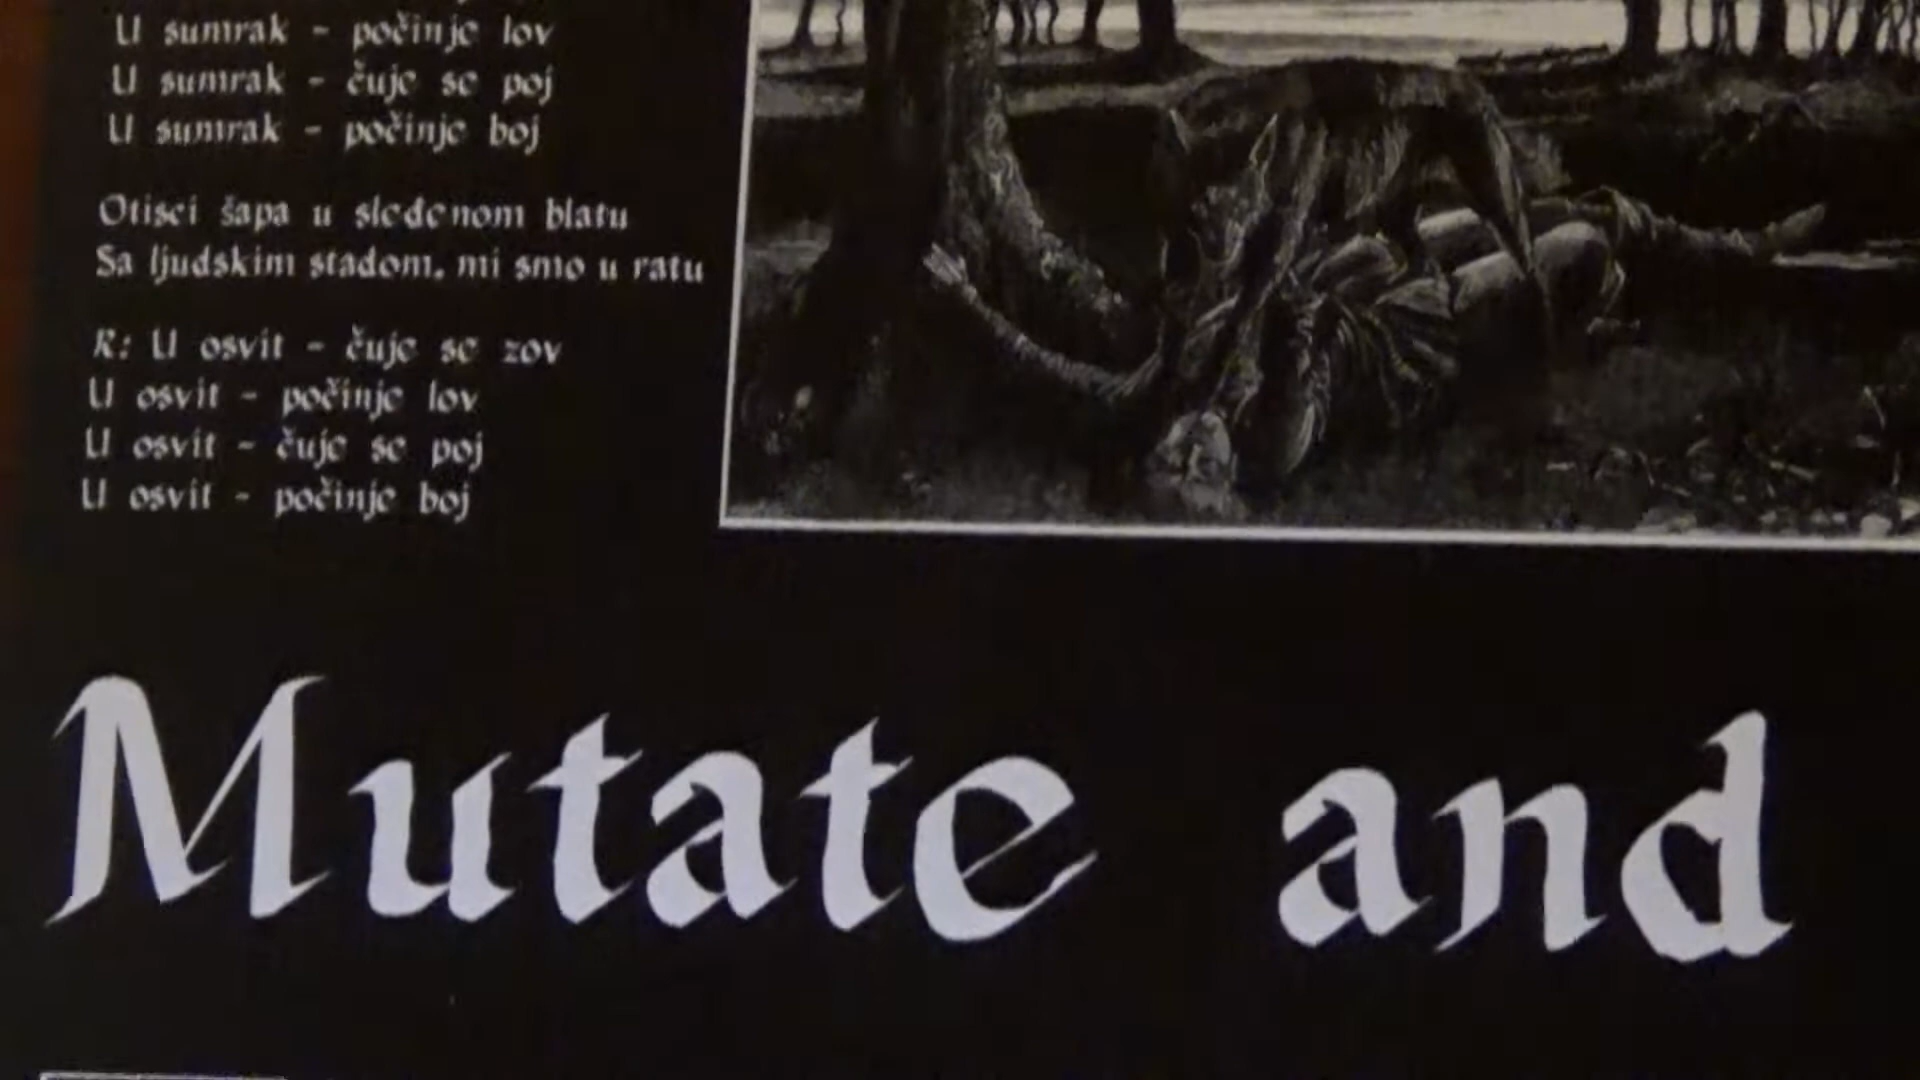 U sumrak - počinje lov
U sumrak - čuje se poj
U sumrak - počinje boj
Otisci šapa u sleđenom blatu
Sa ljudskim stadom, mi smo u ratu
R: U osvit - čuje se zov
U osvit - počinje lov
U osvit - čuje se poj
U osvit - počinje boj
Mutate and